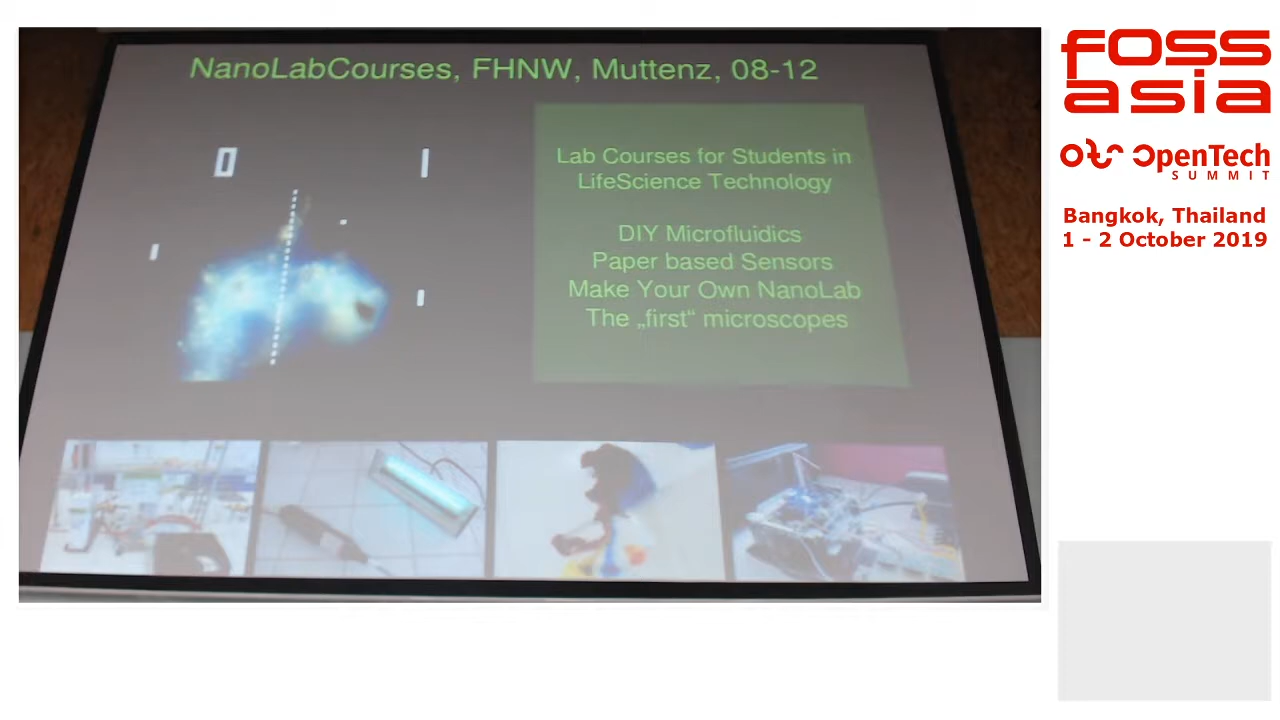 NanoLabCourses, FHNW, Muttenz, 08-12
0
1
Lab Courses for Students in
LifeScience Technology
DIY Microfluidics
Paper based Sensors
Make Your Own NanoLab
The „first“ microscopes
FOSS
asia
OpenTech
SUMMIT
Bangkok, Thailand
1 - 2 October 2019